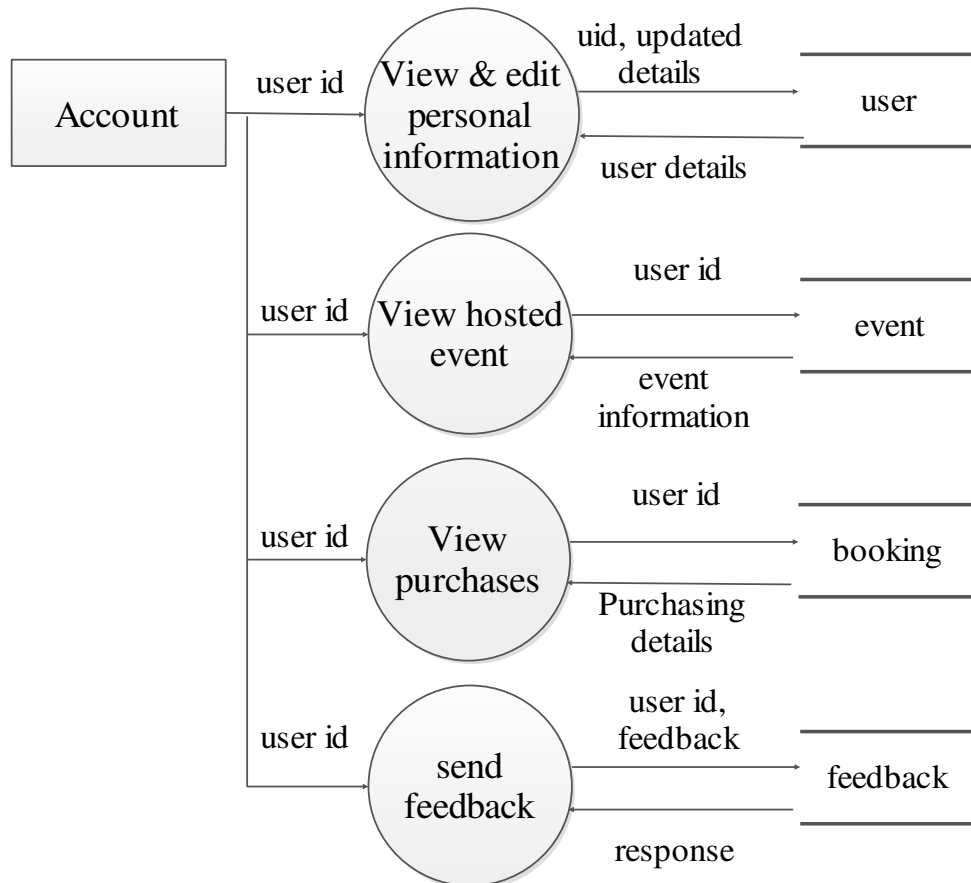 Account
user id
View & edit
personal
information
uid, updated
details
user details
user
user id
View hosted
event
user id
event
information
event
user id
View
purchases
user id
Purchasing
details
booking
user id
send
feedback
user id,
feedback
response
feedback